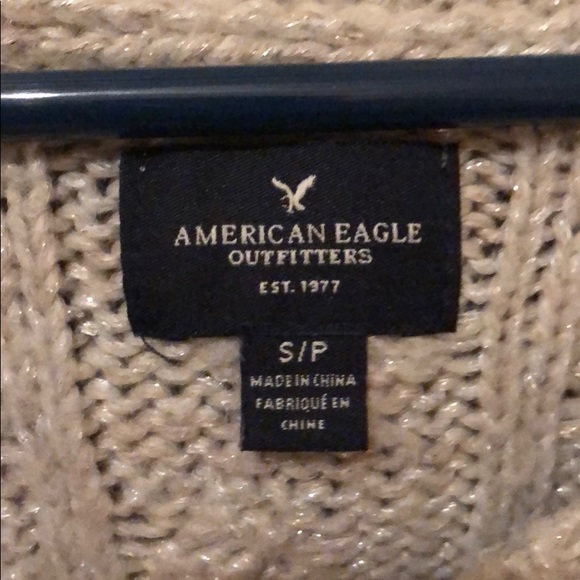 AMERICAN EAGLE
OUTFITTERS
EST. 1977
S/P
MADE IN CHINA
FABRIQUÉ EN
CHINE